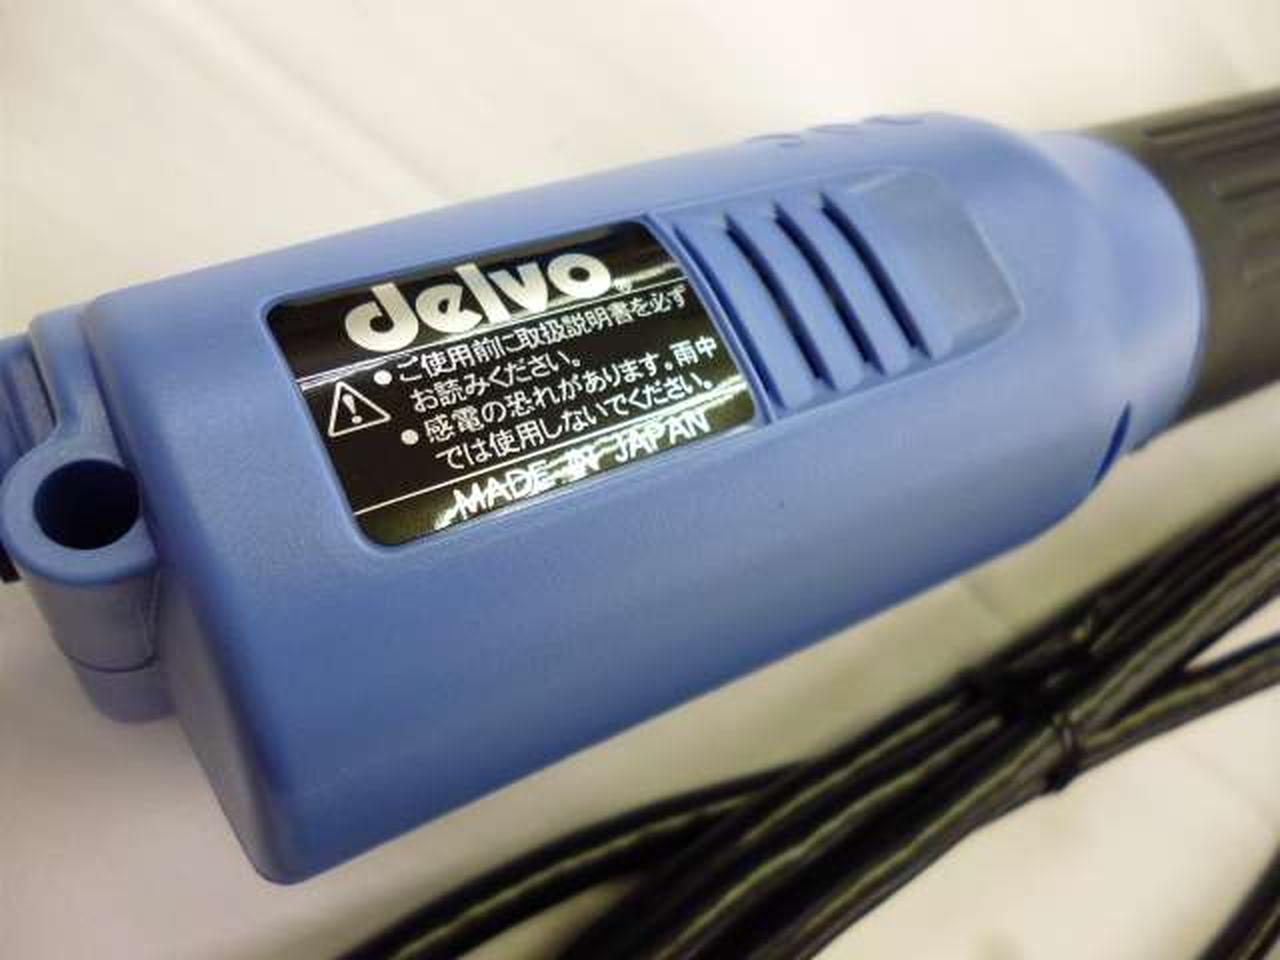 delvo®
●ご使用前に取扱説明書を必ず
お読みください。
●感電の恐れがあります。雨中
では使用しないでください。
MADE IN JAPAN